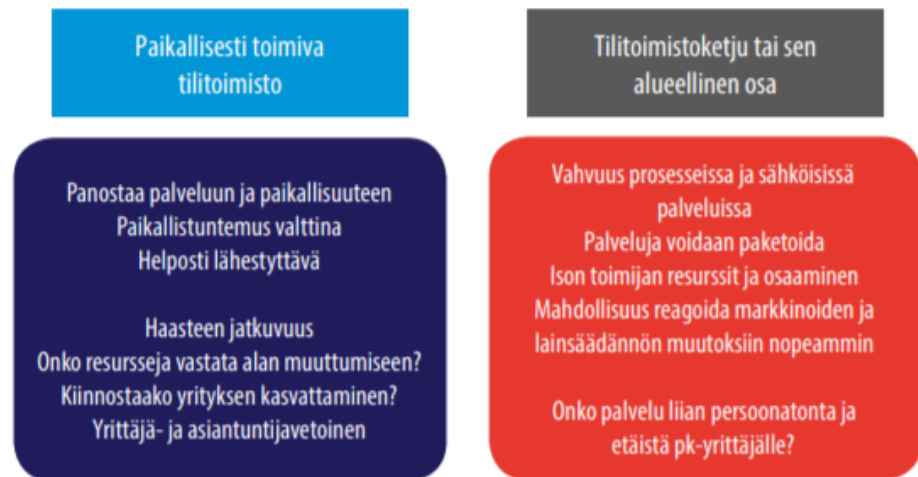 Paikallisesti toimiva
tilitoimisto
Panostaa palveluun ja paikallisuuteen
Paikallistuntemus valttina
Helposti lähestyttävä
Haasteen jatkuvuus
Onko resursseja vastata alan muuttumiseen?
Kiinnostaako yrityksen kasvattaminen?
Yrittäjä- ja asiantuntijavetoinen
Tilitoimistoketju tai sen
alueellinen osa
Vahvuus prosesseissa ja sähköisissä
palveluissa
Palveluja voidaan paketoida
Ison toimijan resurssit ja osaaminen
Mahdollisuus reagoida markkinoiden ja
lainsäädännön muutoksiin nopeammin
Onko palvelu liian persoonatonta ja
etäistä pk-yrittäjälle?